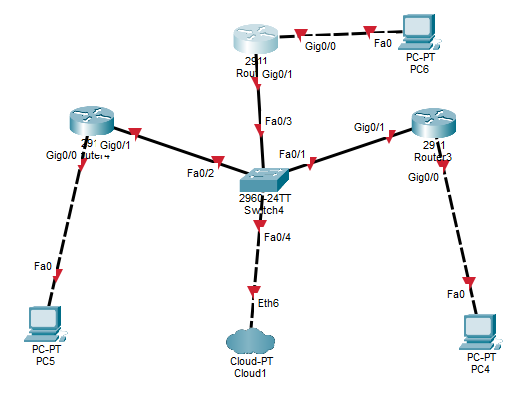 Gig0/0
Fa0
PC-PT
PC6
2911
Gig0/1
Fa0/3
Gig0/1
2911
Router3
Gig0/0
Gig0/1
Gig0/0
Fa0/2
Fa0/1
2960-24TT
Switch4
Fa0/4
Fa0
Fa0
Eth6
PC-PT
PC5
Cloud-PT
Cloud1
PC-PT
PC4